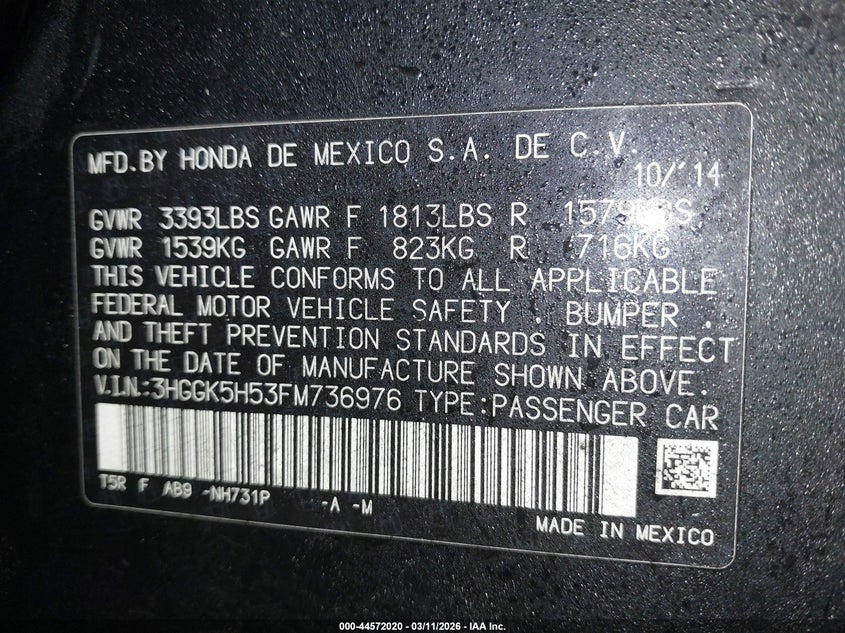 MFD.BY HONDA DE MEXICO S.A. DE C.V.
10/'14
GVWR 3393LBS GAWR F 1813LBS R 1579LBS
GVWR 1539KG GAWR F 823KG R 716KG
THIS VEHICLE CONFORMS TO ALL APPLICABLE
FEDERAL MOTOR VEHICLE SAFETY , BUMPER ,
AND THEFT PREVENTION STANDARDS IN EFFECT
ON THE DATE OF MANUFACTURE SHOWN ABOVE.
V.I.N.:3HGGK5H53FM736976 TYPE:PASSENGER CAR
T5R F AB9 -NH731P -A -M
MADE IN MEXICO
000-44572020 - 03/11/2026 - IAA Inc.